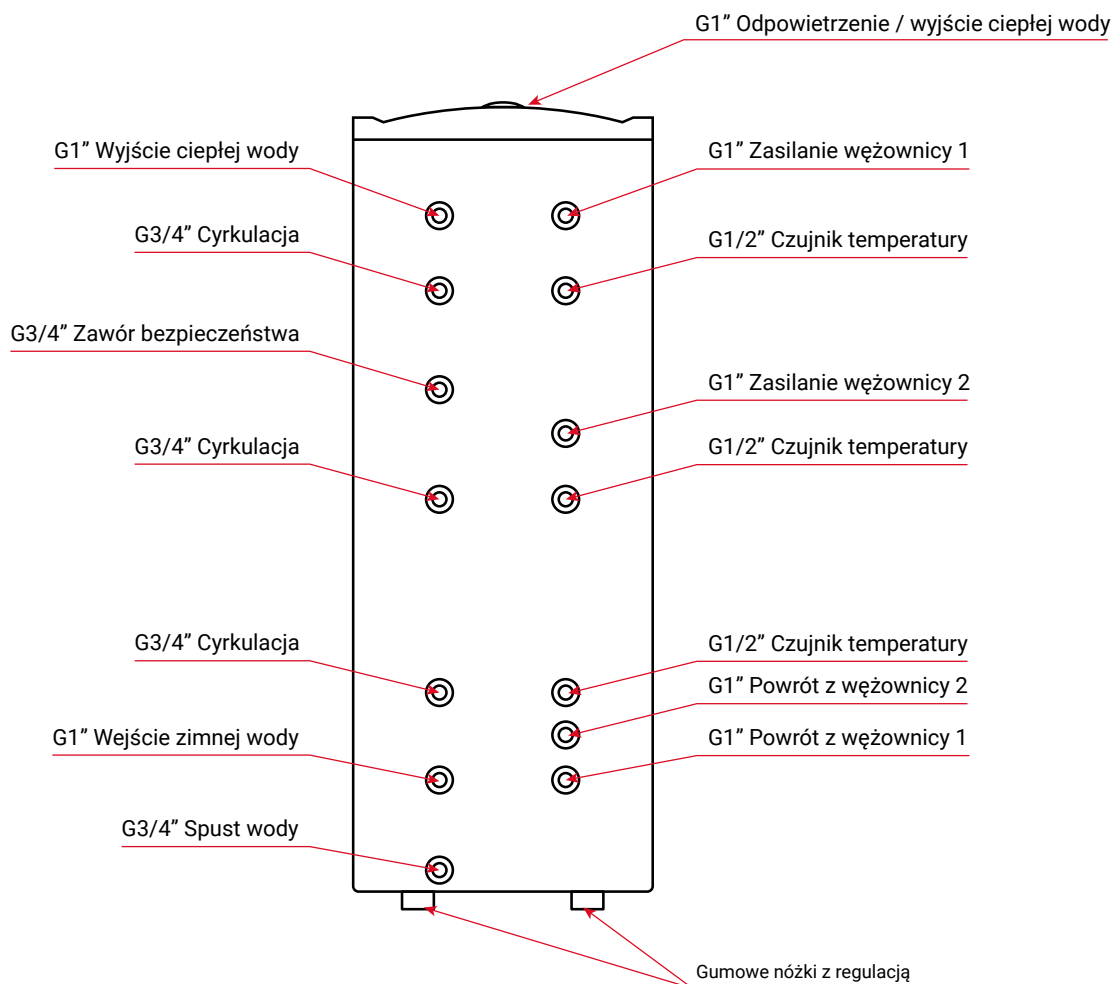 G1” Odpowietrzenie / wyjście ciepłej wody
G1” Wyjście ciepłej wody
G1” Zasilanie wężownicy 1
G3/4” Cyrkulacja
G1/2” Czujnik temperatury
G3/4” Zawór bezpieczeństwa
G1” Zasilanie wężownicy 2
G3/4” Cyrkulacja
G1/2” Czujnik temperatury
G3/4” Cyrkulacja
G1/2” Czujnik temperatury
G1” Powrót z wężownicy 2
G1” Wejście zimnej wody
G1” Powrót z wężownicy 1
G3/4” Spust wody
Gumowe nóżki z regulacją